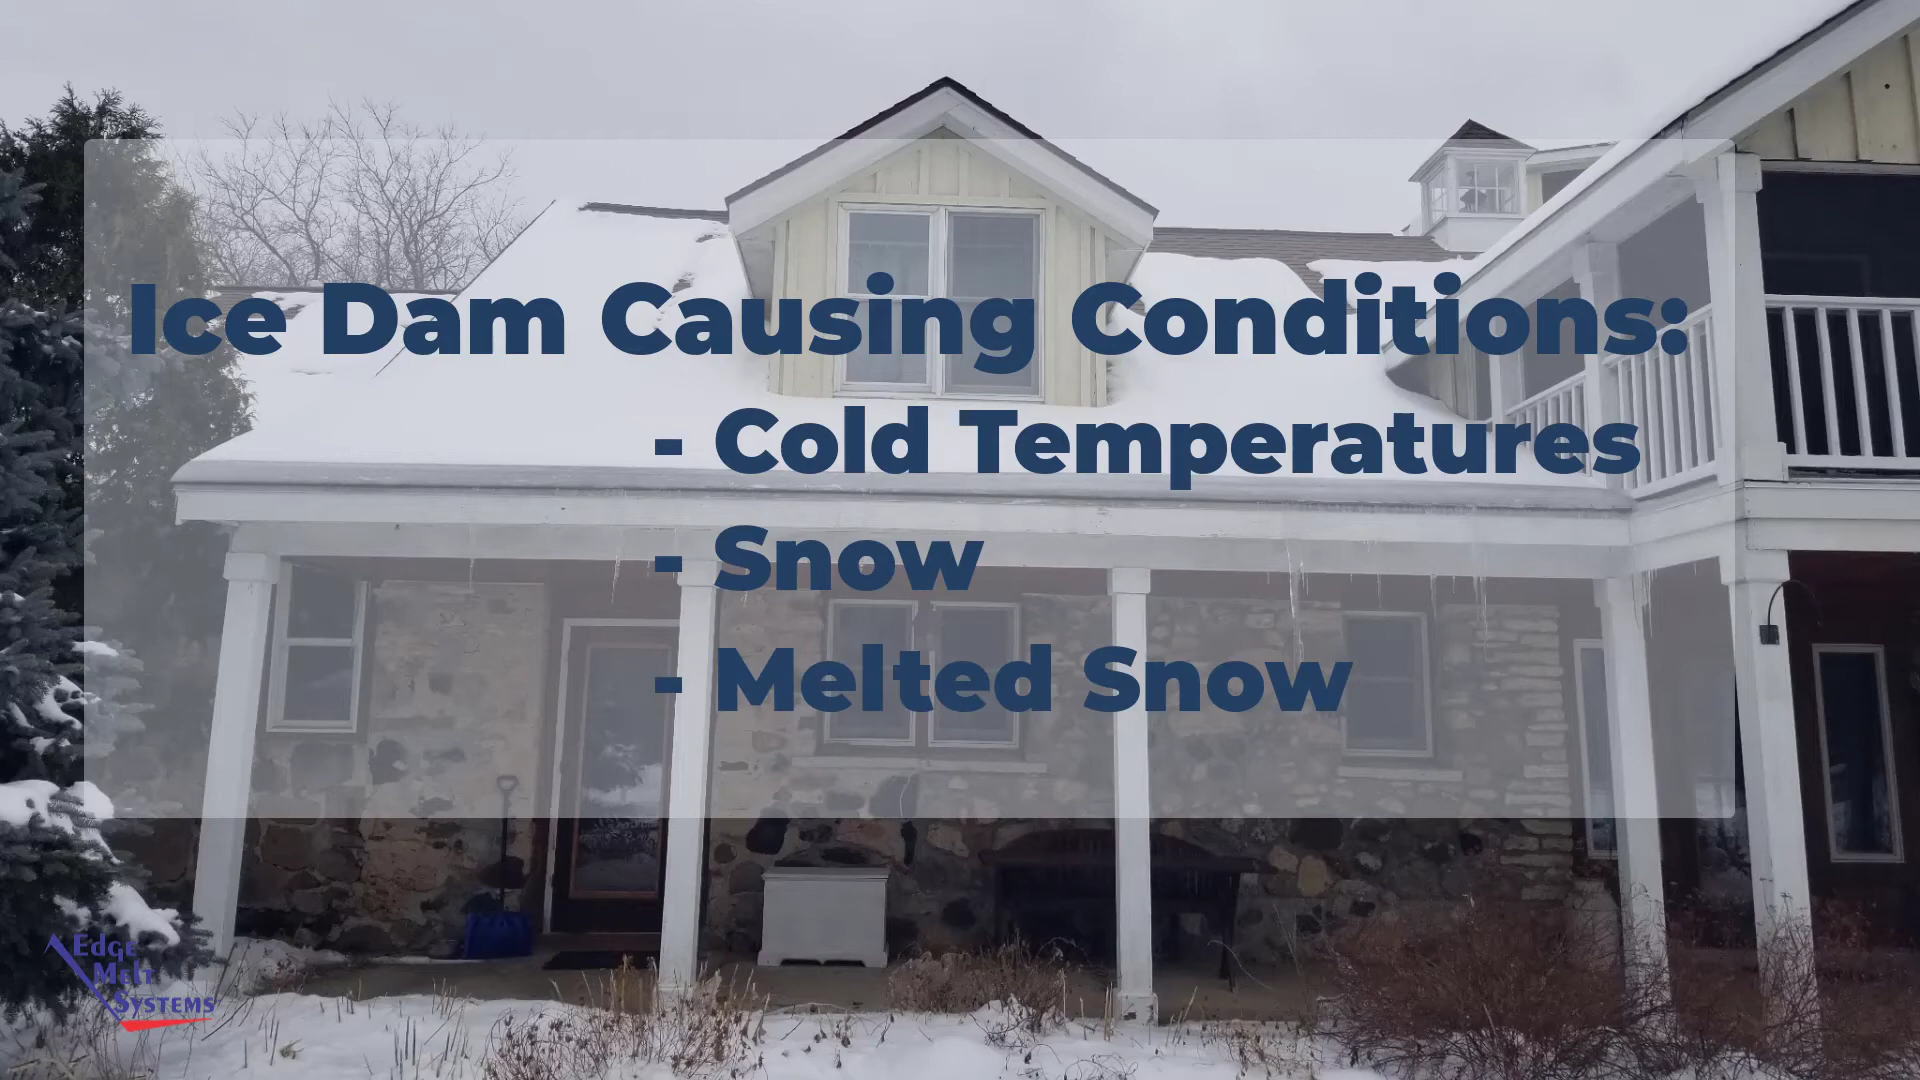 Ice Dam Causing Conditions:
- Cold Temperatures
- Snow
- Melted Snow
Edge
Melt
Systems